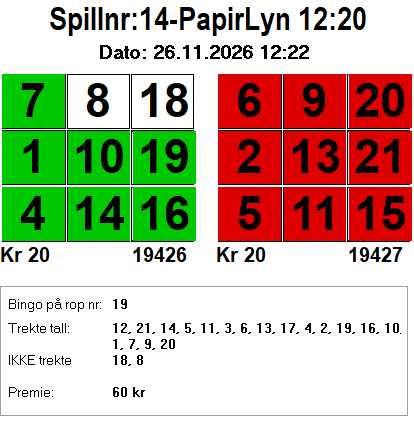 Spillnr:14-PapirLyn 12:20
Dato: 26.11.2026 12:22
7 8 18 6 9 20
1 10 19 2 13 21
4 14 16 5 11 15
Kr 20 19426 Kr 20 19427
Bingo på rop nr: 19
Trekte tall: 12, 21, 14, 5, 11, 3, 6, 13, 17, 4, 2, 19, 16, 10,
1, 7, 9, 20
IKKE trekte 18, 8
Premie: 60 kr